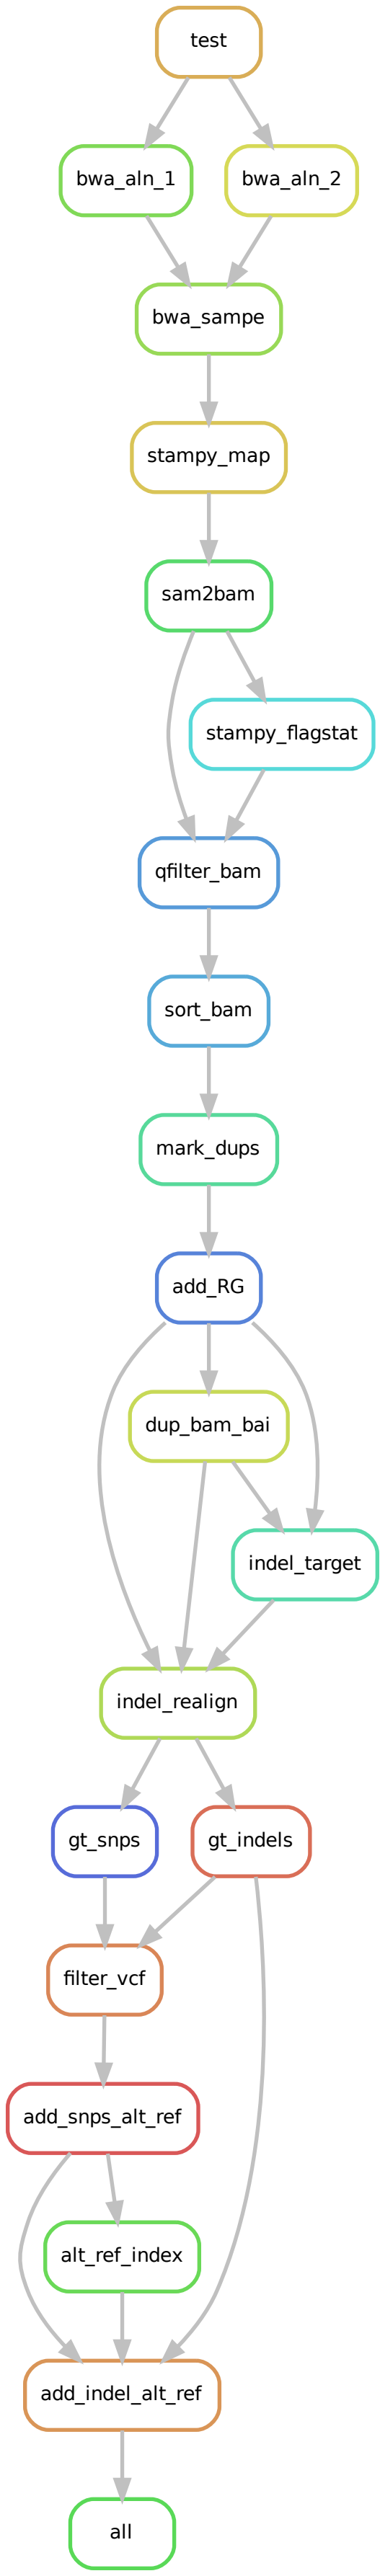 test
bwa_aln_1
bwa_aln_2
bwa_sampe
stampy_map
sam2bam
stampy_flagstat
qfilter_bam
sort_bam
mark_dups
add_RG
dup_bam_bai
indel_target
indel_realign
gt_snps
gt_indels
filter_vcf
add_snps_alt_ref
alt_ref_index
add_indel_alt_ref
all